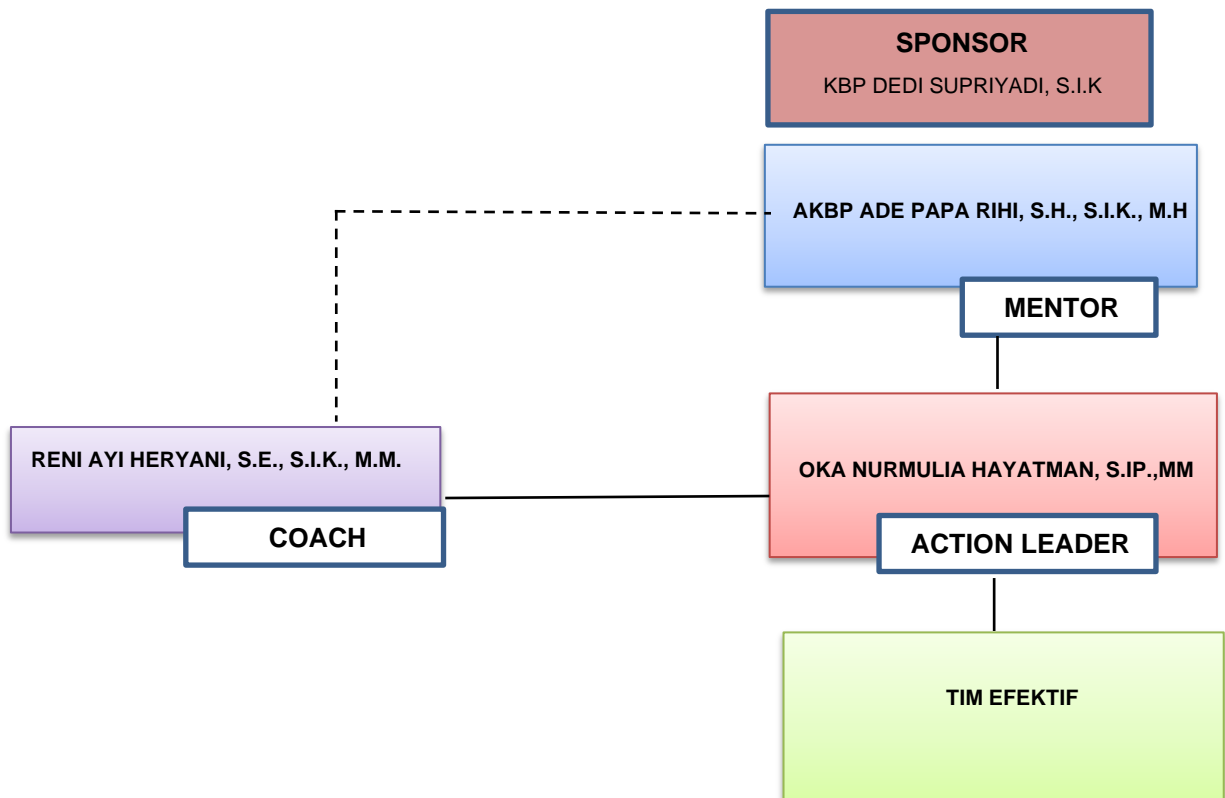 SPONSOR
KBP DEDI SUPRIYADI, S.I.K
AKBP ADE PAPA RIHI, S.H., S.I.K., M.H
MENTOR
RENI AYI HERYANI, S.E., S.I.K., M.M.
COACH
OKA NURMULIA HAYATMAN, S.IP.,MM
ACTION LEADER
TIM EFEKTIF